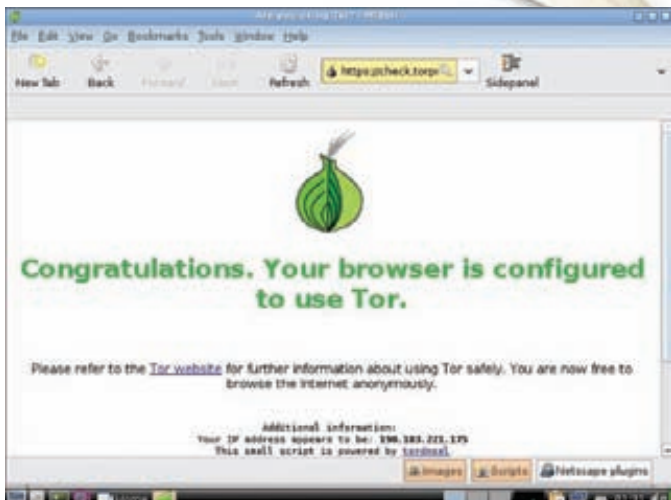 Are you using Tor? - Midori
File Edit View Go Bookmarks Tools Window Help
https://check.torpr
New Tab Back Forward Refresh Sidepanel
Congratulations. Your browser is configured
to use Tor.
Please refer to the Tor website for further information about using Tor safely. You are now free to
browse the Internet anonymously.
Additional information:
Your IP address appears to be:
This small script is powered by tordnsel
Images Scripts Netscape plugins